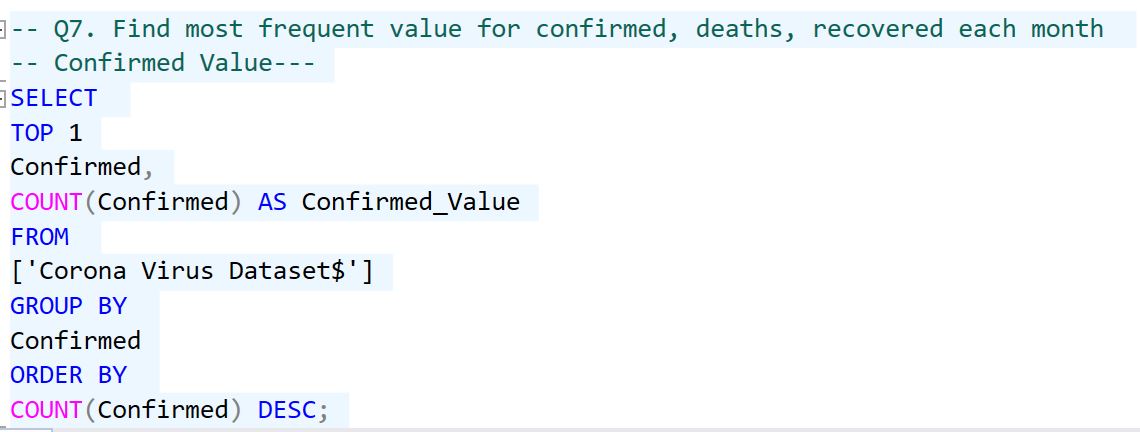 -- Q7. Find most frequent value for confirmed, deaths, recovered each month
-- Confirmed Value---
SELECT
TOP 1
Confirmed,
COUNT(Confirmed) AS Confirmed_Value
FROM
['Corona Virus Dataset$']
GROUP BY
Confirmed
ORDER BY
COUNT(Confirmed) DESC;